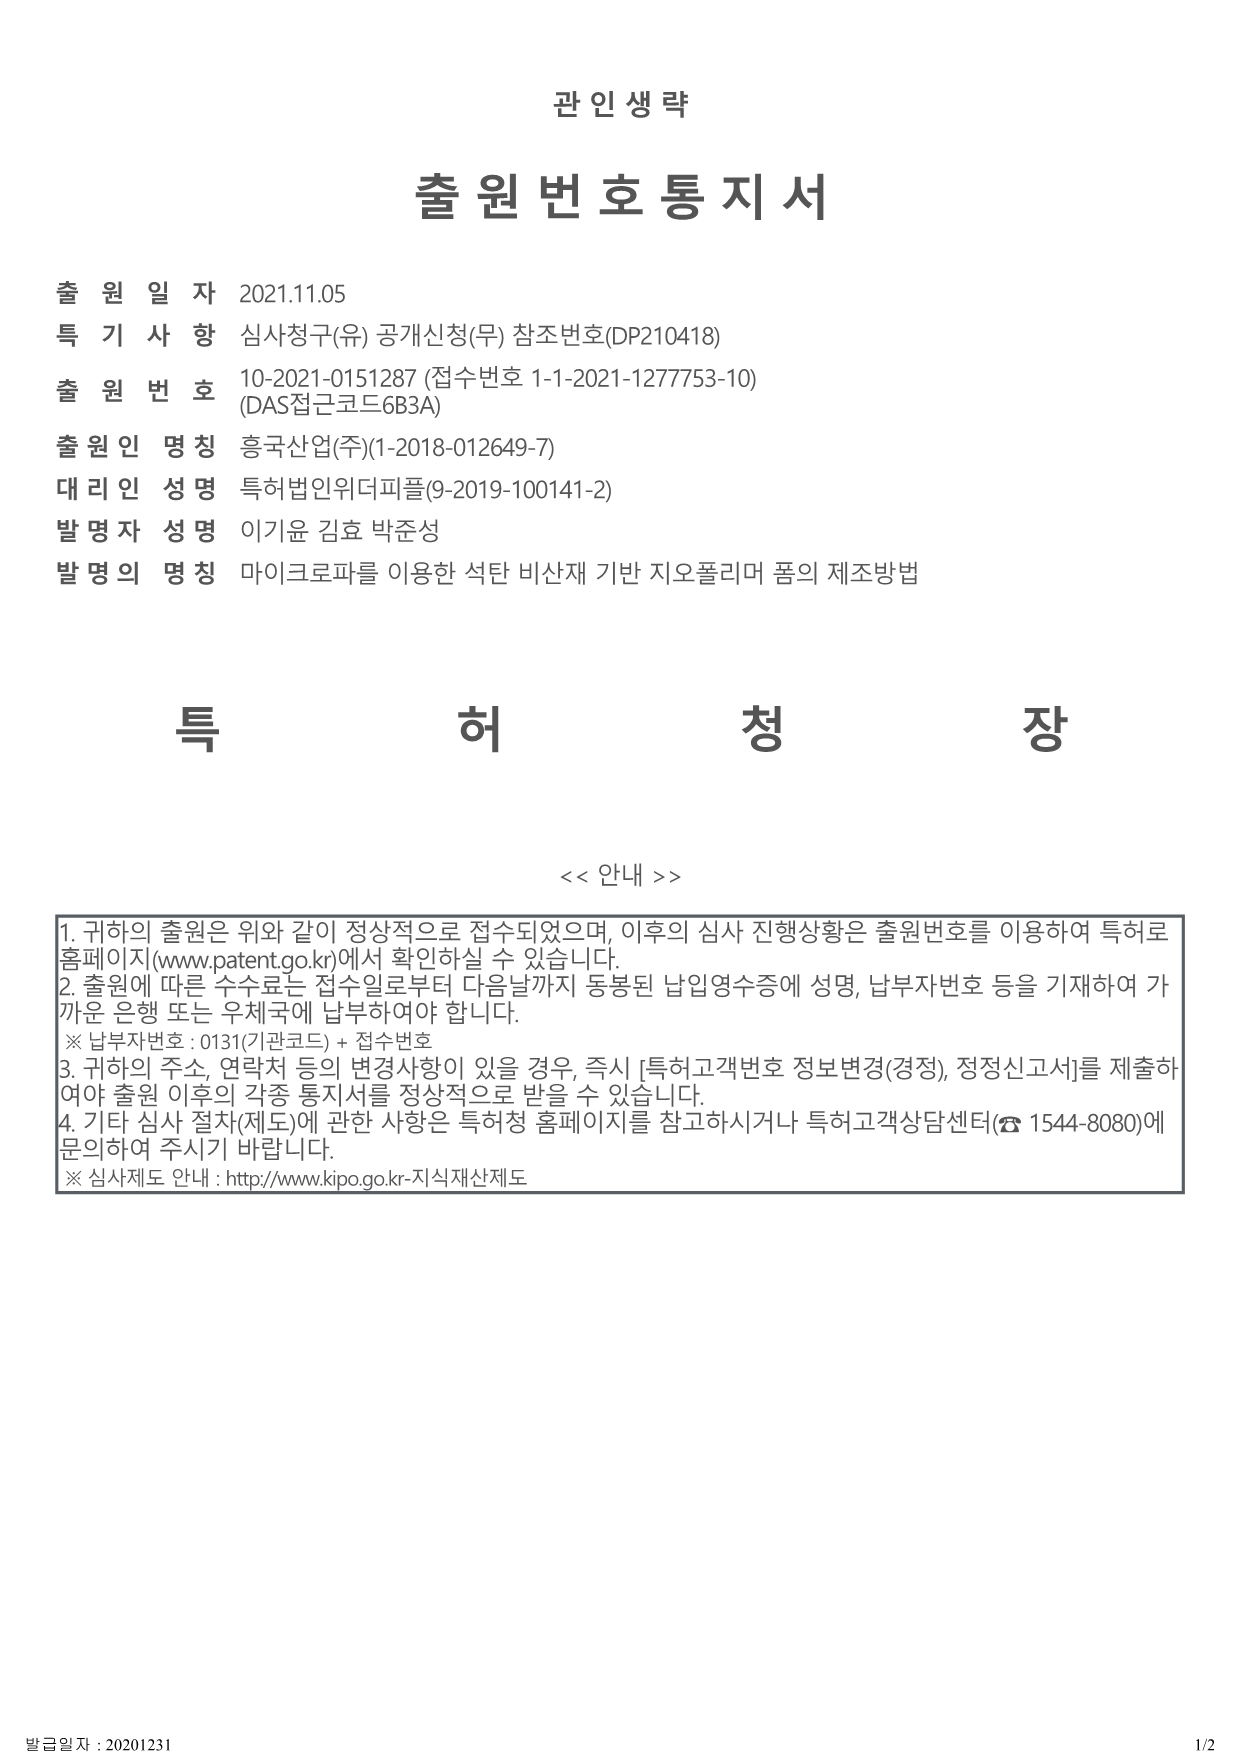 관 인 생 략
출 원 번 호 통 지 서
출 원 일 자 2021.11.05
특 기 사 항 심사청구(유) 공개신청(무) 참조번호(DP210418)
출 원 번 호 10-2021-0151287 (접수번호 1-1-2021-1277753-10)
(DAS접근코드6B3A)
출 원 인 명 칭 흥국산업(주)(1-2018-012649-7)
대 리 인 성 명 특허법인위더피플(9-2019-100141-2)
발 명 자 성 명 이기윤 김효 박준성
발 명 의 명 칭 마이크로파를 이용한 석탄 비산재 기반 지오폴리머 폼의 제조방법
특 허 청 장
<< 안내 >>
1. 귀하의 출원은 위와 같이 정상적으로 접수되었으며, 이후의 심사 진행상황은 출원번호를 이용하여 특허로
홈페이지(www.patent.go.kr)에서 확인하실 수 있습니다.
2. 출원에 따른 수수료는 접수일로부터 다음날까지 동봉된 납입영수증에 성명, 납부자번호 등을 기재하여 가
까운 은행 또는 우체국에 납부하여야 합니다.
※ 납부자번호 : 0131(기관코드) + 접수번호
3. 귀하의 주소, 연락처 등의 변경사항이 있을 경우, 즉시 [특허고객번호 정보변경(경정), 정정신고서]를 제출하
여야 출원 이후의 각종 통지서를 정상적으로 받을 수 있습니다.
4. 기타 심사 절차(제도)에 관한 사항은 특허청 홈페이지를 참고하시거나 특허고객상담센터(☎ 1544-8080)에
문의하여 주시기 바랍니다.
※ 심사제도 안내 : http://www.kipo.go.kr-지식재산제도
발급일자 : 20201231
1/2